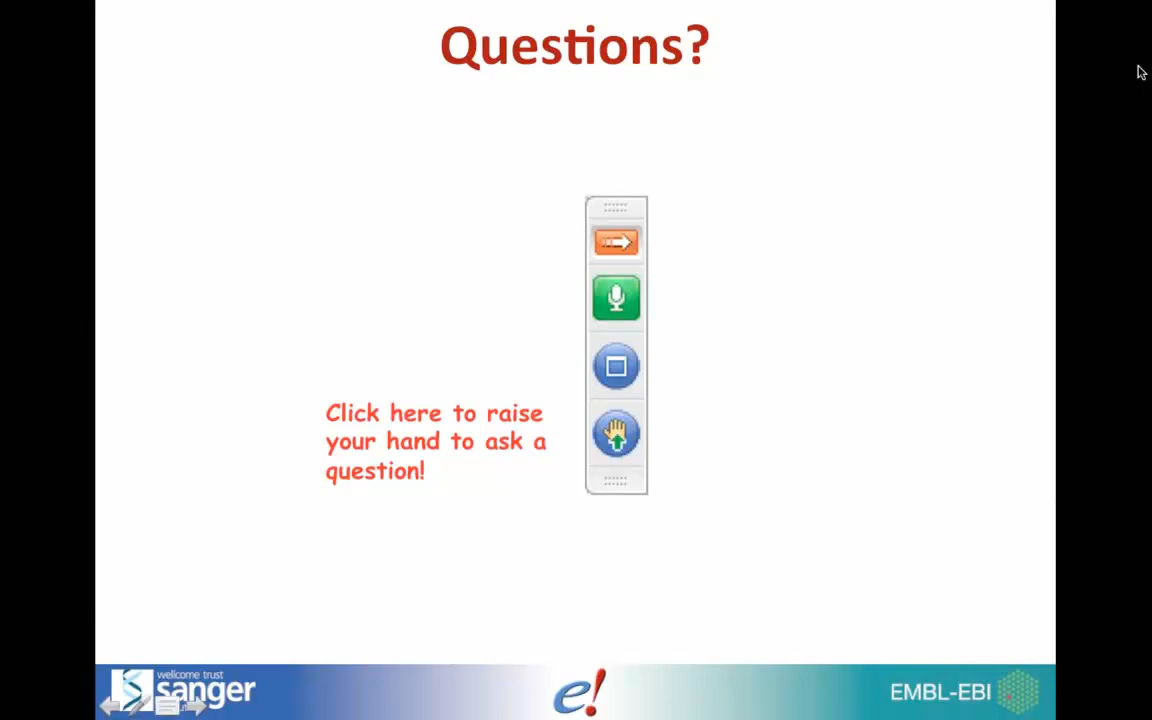 Questions?
Click here to raise
your hand to ask a
question!
wellcome trust
sanger
e!
EMBL-EBI